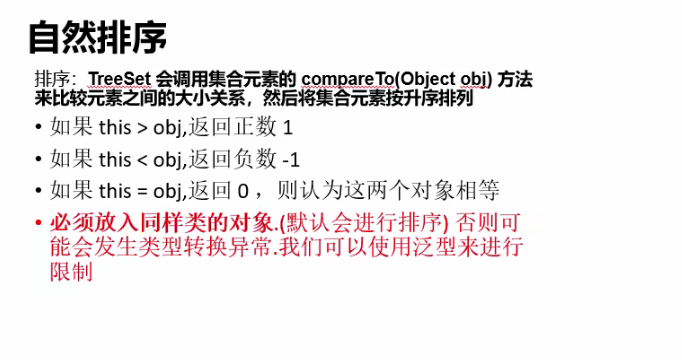 自然排序
排序：TreeSet 会调用集合元素的 compareTo(Object obj) 方法
来比较元素之间的大小关系，然后将集合元素按升序排列
• 如果 this > obj,返回正数 1
• 如果 this < obj,返回负数 -1
• 如果 this = obj,返回 0 ，则认为这两个对象相等
• 必须放入同样类的对象.(默认会进行排序) 否则可
能会发生类型转换异常.我们可以使用泛型来进行
限制